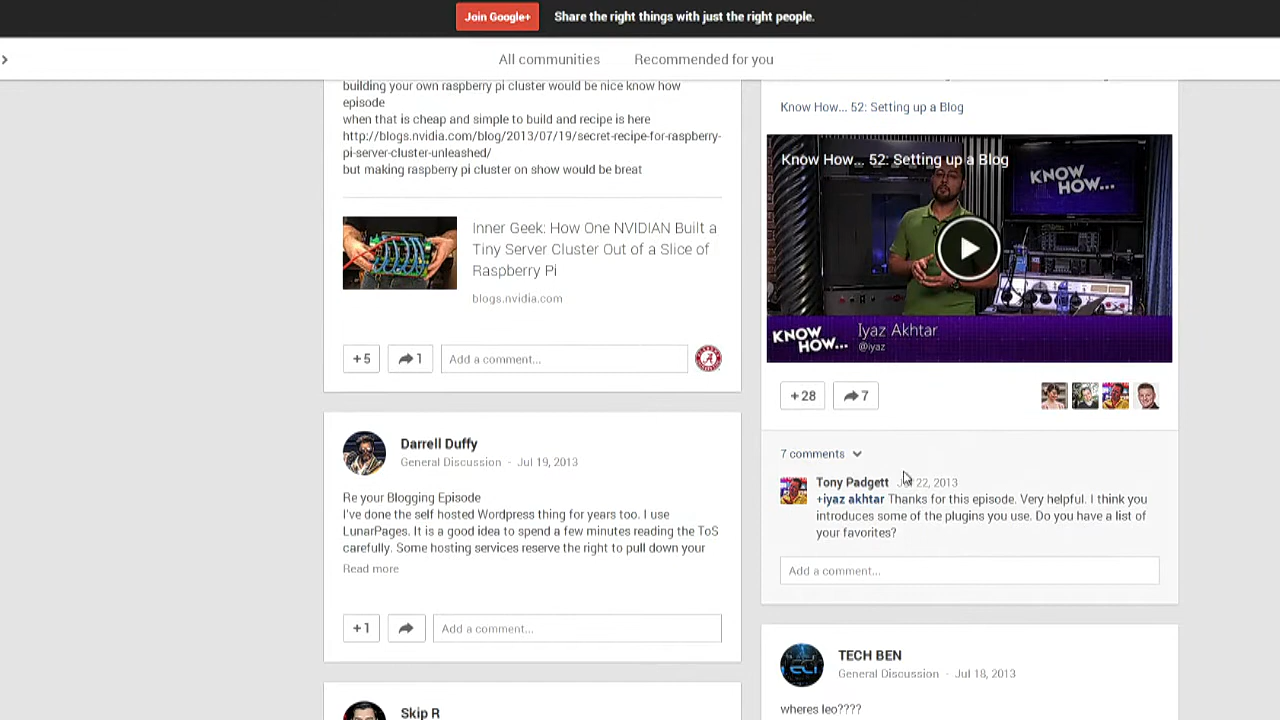 Join Google+ Share the right things with just the right people.
All communities Recommended for you
building your own raspberry pi cluster would be nice know how
episode
when that is cheap and simple to build and recipe is here
http://blogs.nvidia.com/blog/2013/07/19/secret-recipe-for-raspberry-
pi-server-cluster-unleashed/
but making raspberry pi cluster on show would be breat
Inner Geek: How One NVIDIAN Built a
Tiny Server Cluster Out of a Slice of
Raspberry Pi
blogs.nvidia.com
+5 1 Add a comment...
Darrell Duffy
General Discussion - Jul 19, 2013
Re your Blogging Episode
I've done the self hosted Wordpress thing for years too. I use
LunarPages. It is a good idea to spend a few minutes reading the ToS
carefully. Some hosting services reserve the right to pull down your
Read more
+1 Add a comment...
Skip R
Know How... 52: Setting up a Blog
Know How... 52: Setting up a Blog
KNOW
HOW...
KNOW
HOW...
Iyaz Akhtar
@iyaz
+28 7
7 comments
Tony Padgett 22, 2013
+iyaz akhtar Thanks for this episode. Very helpful. I think you
introduces some of the plugins you use. Do you have a list of
your favorites?
Add a comment...
TECH BEN
General Discussion - Jul 18, 2013
wheres leo????